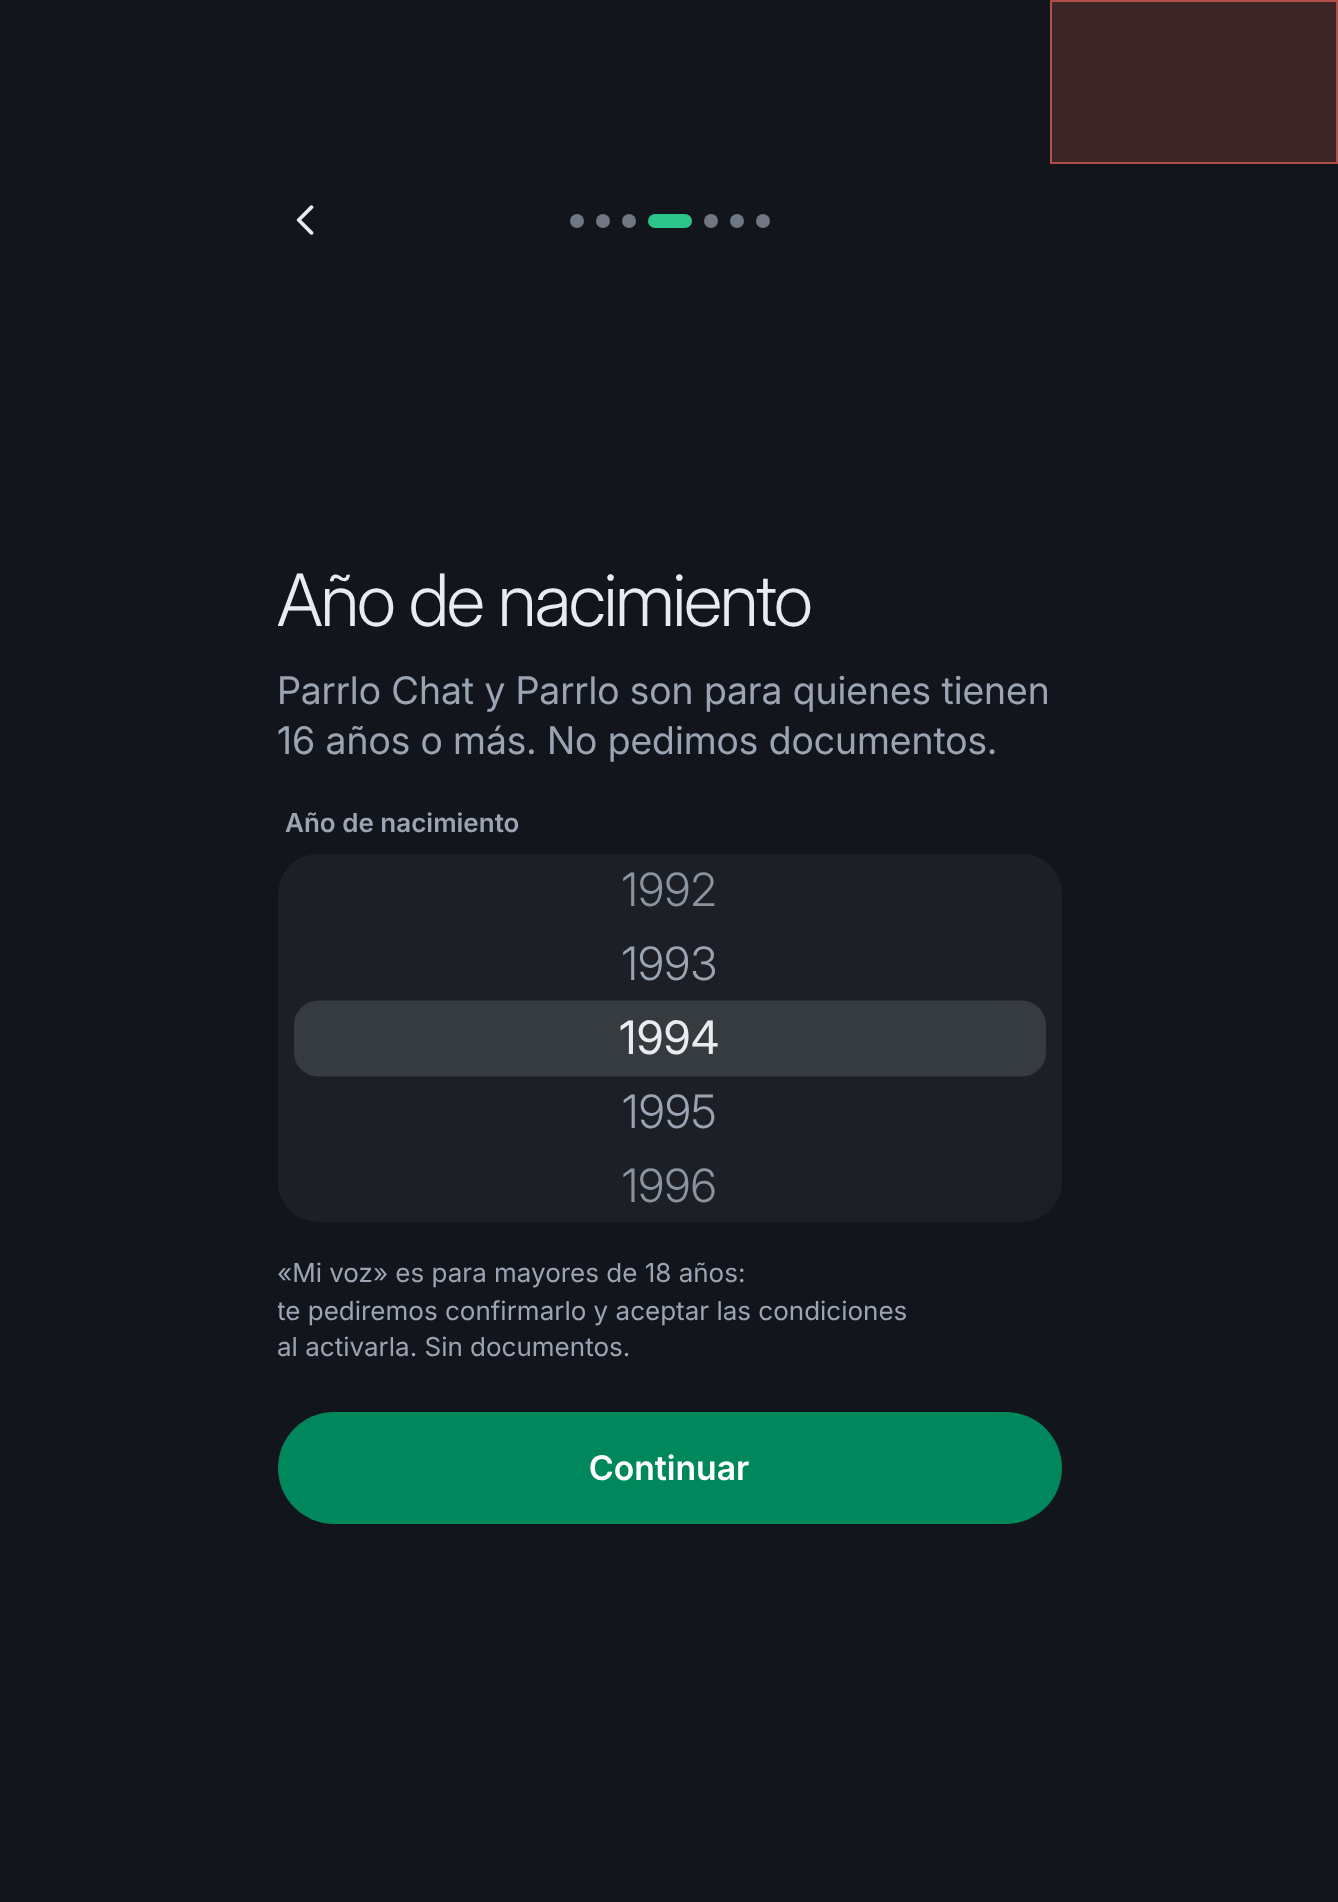 Año de nacimiento
Parrlo Chat y Parrlo son para quienes tienen
16 años o más. No pedimos documentos.
Año de nacimiento
1992
1993
1994
1995
1996
«Mi voz» es para mayores de 18 años:
te pediremos confirmarlo y aceptar las condiciones
al activarla. Sin documentos.
Continuar